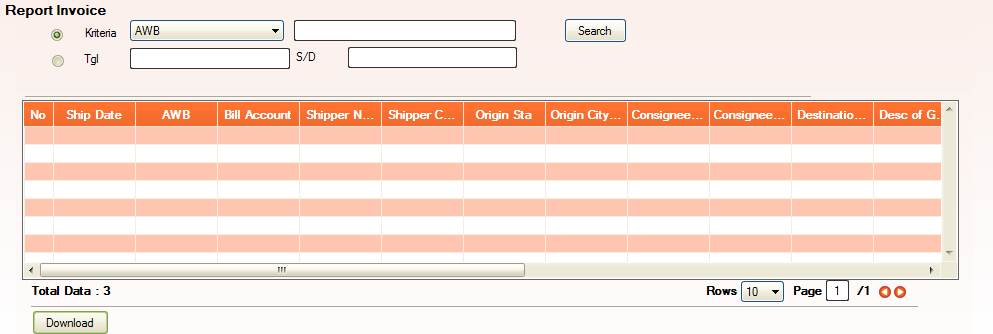 Report Invoice
Kriteria AWB Search
Tgl S/D
No Ship Date AWB Bill Account Shipper N... Shipper C... Origin Sta Origin City... Consignee... Consignee... Destinatio... Desc of G.
Total Data : 3 Rows 10 Page 1 /1
Download